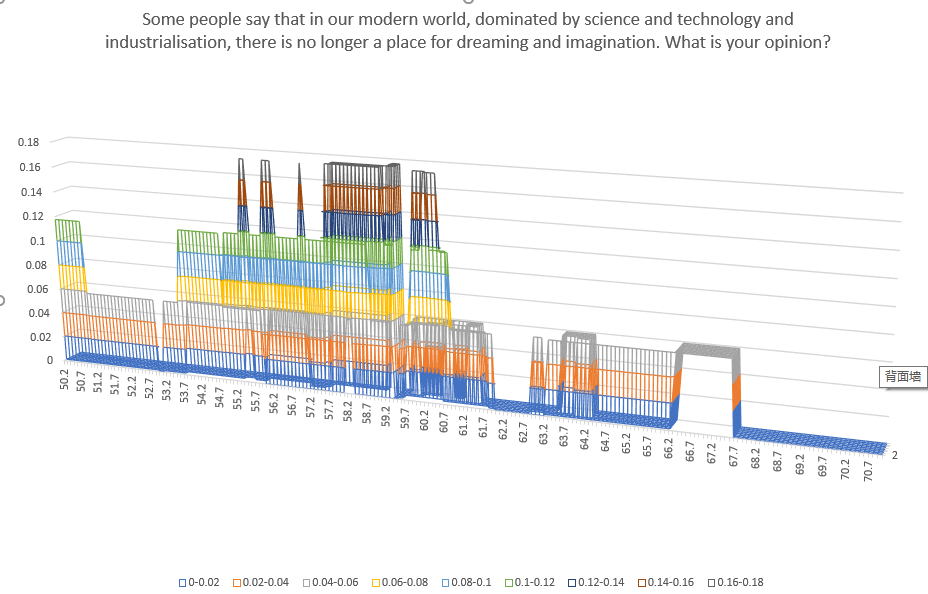 Some people say that in our modern world, dominated by science and technology and
industrialisation, there is no longer a place for dreaming and imagination. What is your opinion?
0.18
0.16
0.14
0.12
0.1
0.08
0.06
0.04
0.02
0
50.2 50.7 51.2 51.7 52.2 52.7 53.2 53.7 54.2 54.7 55.2 55.7 56.2 56.7 57.2 57.7 58.2 58.7 59.2 59.7 60.2 60.7 61.2 61.7 62.2 62.7 63.2 63.7 64.2 64.7 65.2 65.7 66.2 66.7 67.2 67.7 68.2 68.7 69.2 69.7 70.2 70.7
2
背面墙
0-0.02 0.02-0.04 0.04-0.06 0.06-0.08 0.08-0.1 0.1-0.12 0.12-0.14 0.14-0.16 0.16-0.18